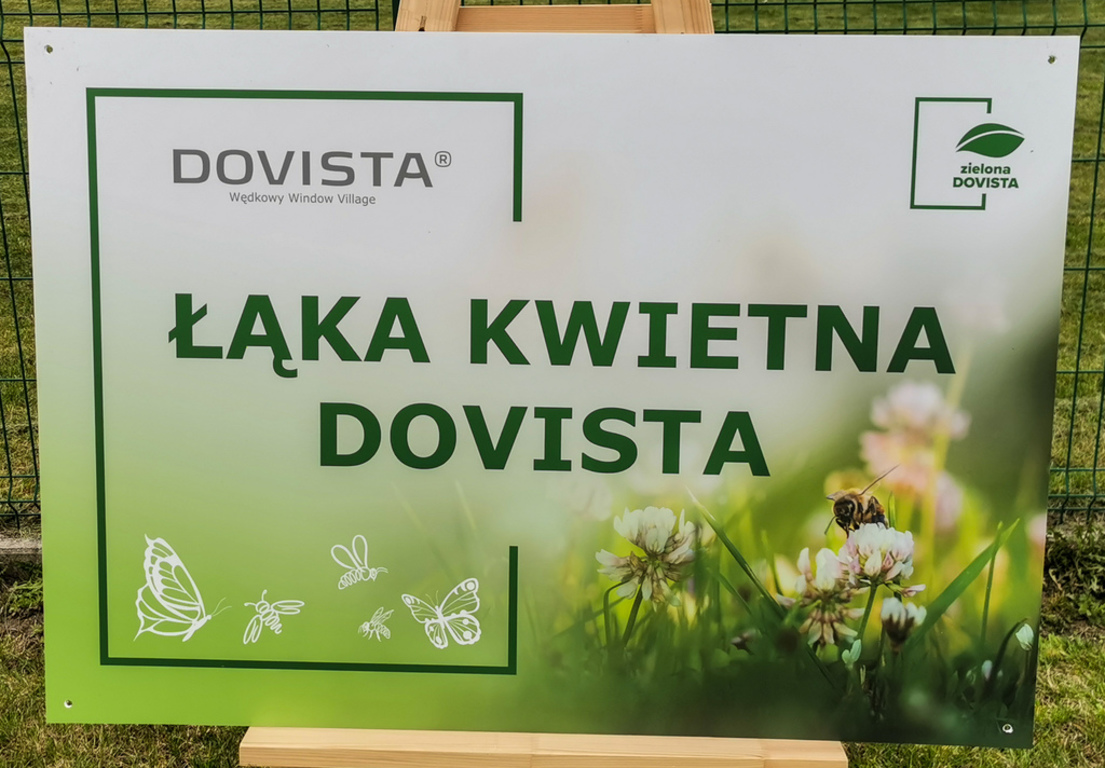 DOVISTA®
Wędkowy Window Village
zielona
DOVISTA
ŁĄKA KWIETNA
DOVISTA